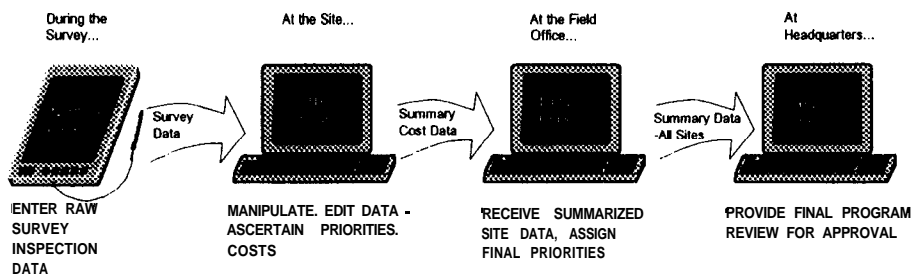 During the
Survey...
At the Site...
At the Field
Office...
At
Headquarters...
Survey
Data
Summary
Cost Data
Summary Data
-All Sites
ENTER RAW
SURVEY
INSPECTION
DATA
MANIPULATE. EDIT DATA -
ASCERTAIN PRIORITIES.
COSTS
RECEIVE SUMMARIZED
SITE DATA, ASSIGN
FINAL PRIORITIES
PROVIDE FINAL PROGRAM
REVIEW FOR APPROVAL